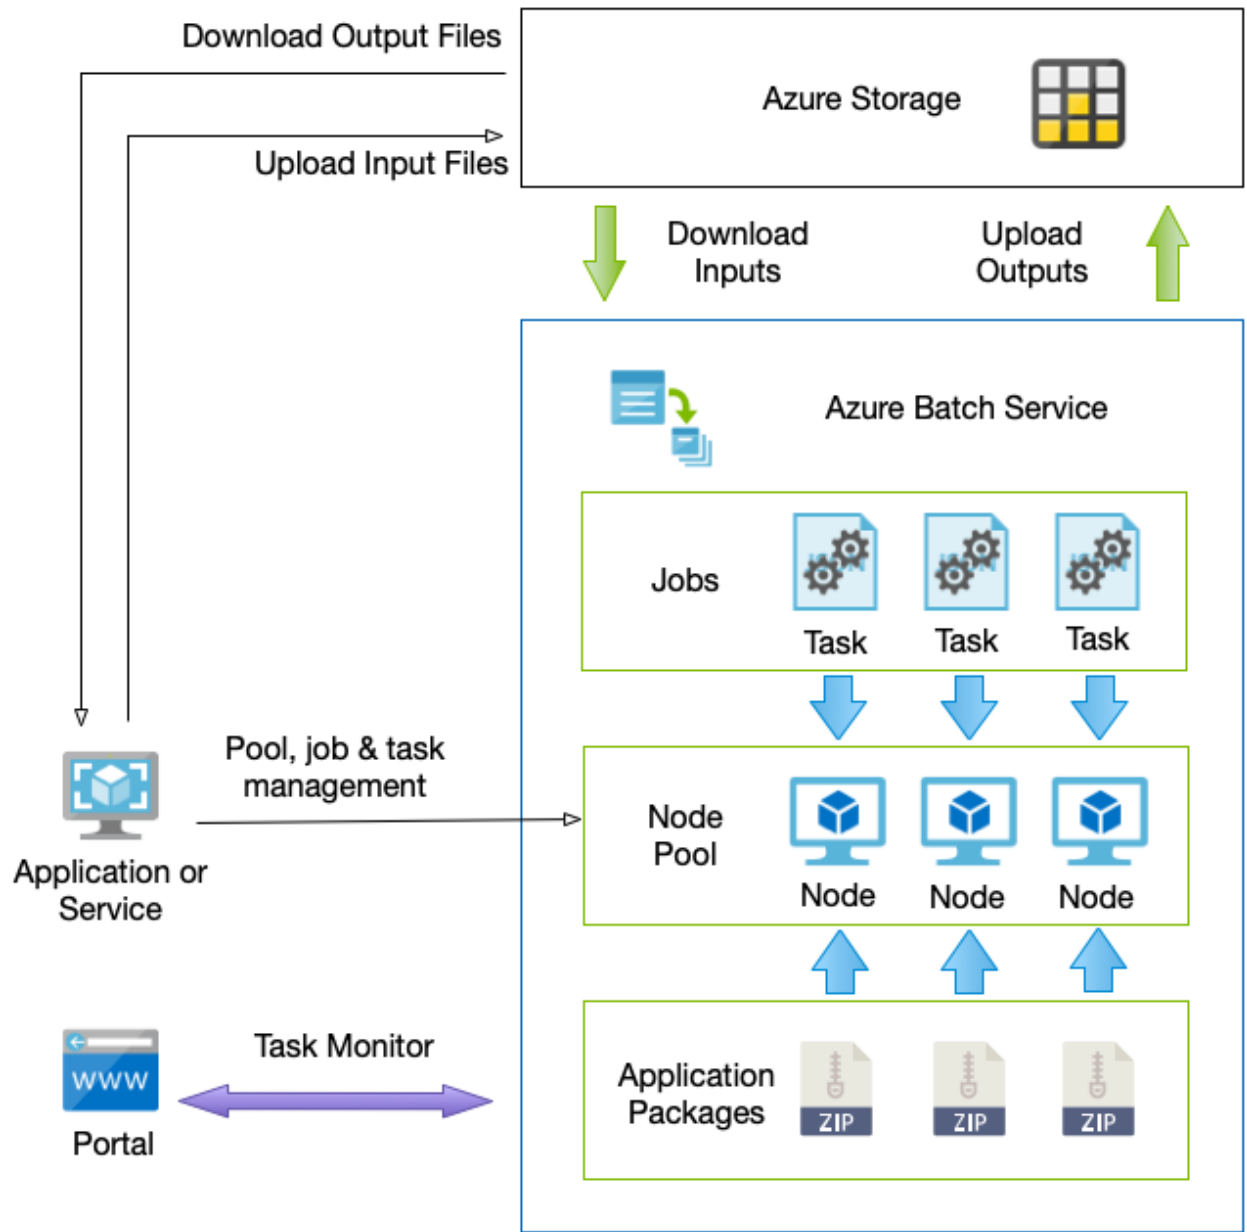 Download Output Files
Azure Storage
Upload Input Files
Download
Inputs
Upload
Outputs
Azure Batch Service
Jobs
Task
Task
Task
Pool, job & task
management
Node
Pool
Node
Node
Node
Application or
Service
Task Monitor
www
Portal
Application
Packages
ZIP
ZIP
ZIP